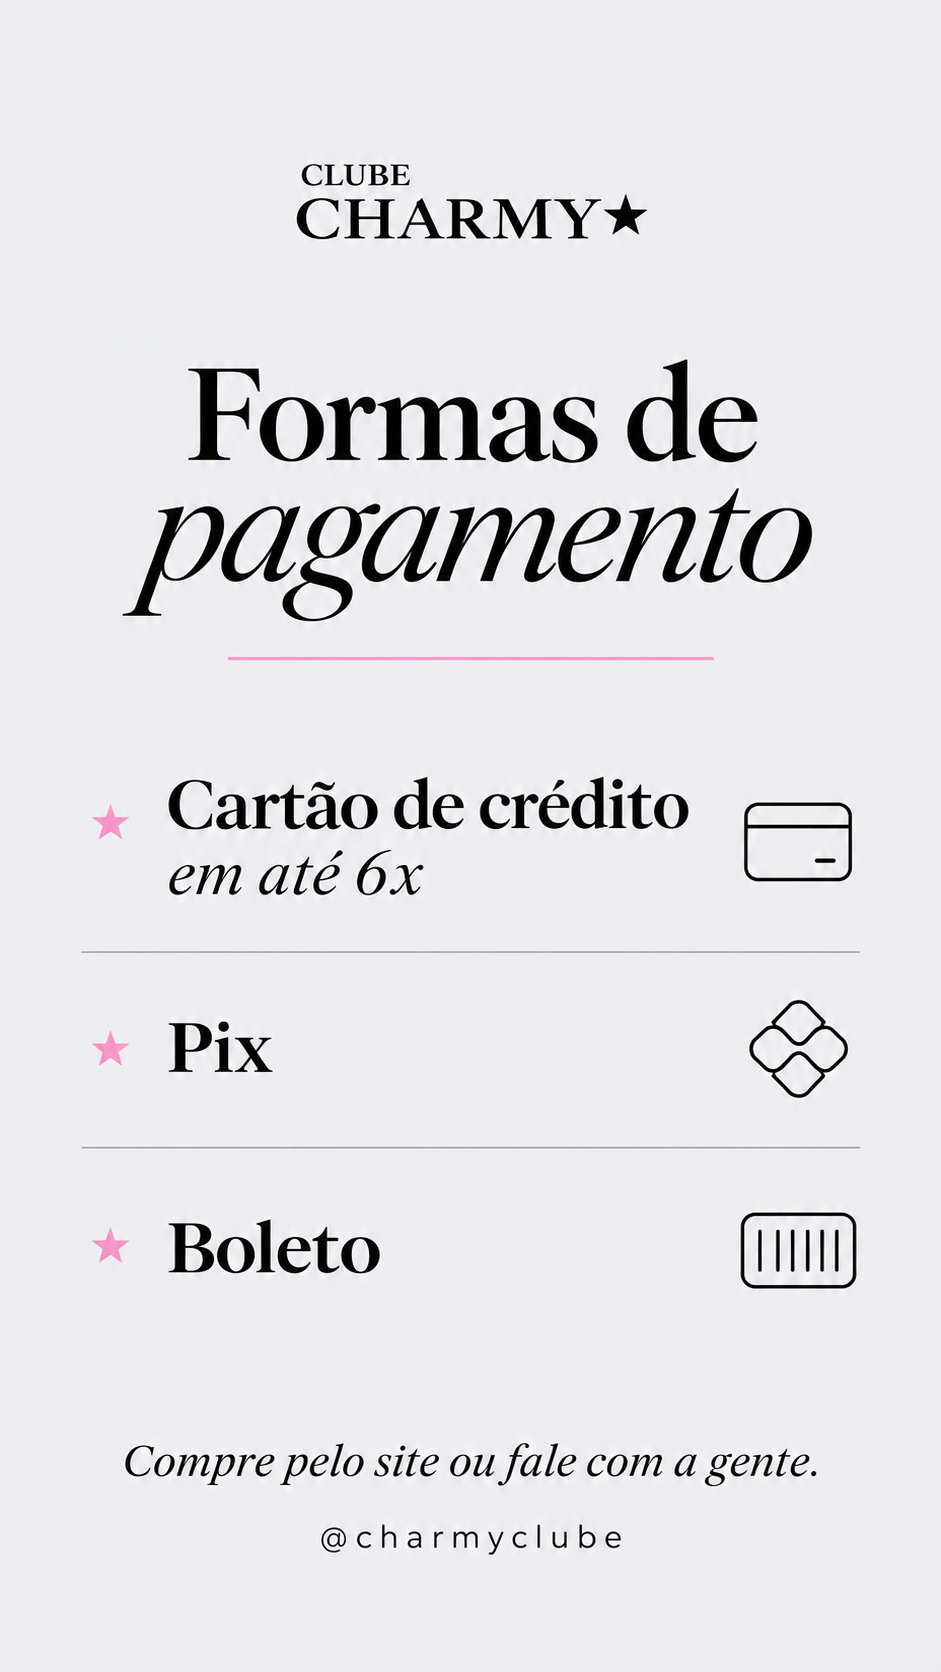 CLUBE
CHARMY★
Formas de
pagamento
Cartão de crédito
em até 6x
Pix
Boleto
Compre pelo site ou fale com a gente.
@charmyclube